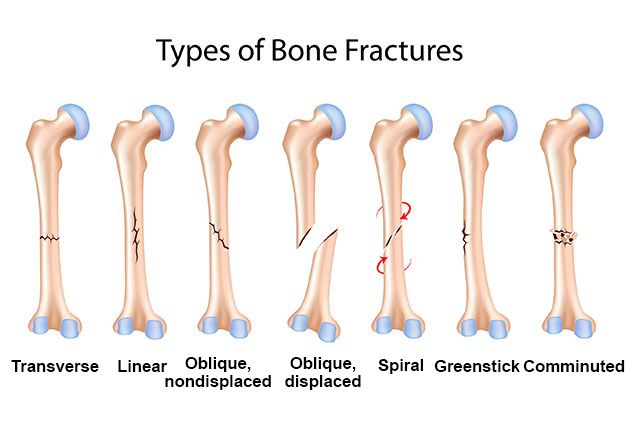 Types of Bone Fractures
Transverse
Linear
Oblique,
nondisplaced
Oblique,
displaced
Spiral
Greenstick
Comminuted